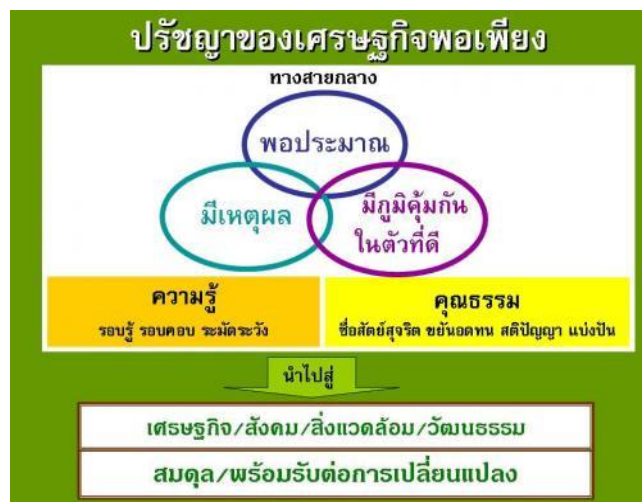 ปรัชญาของเศรษฐกิจพอเพียง
ทางสายกลาง
พอประมาณ
มีเหตุผล
มีภูมิคุ้มกัน
ในตัวที่ดี
ความรู้
รอบรู้ รอบคอบ ระมัดระวัง
คุณธรรม
ซื่อสัตย์สุจริต ขยันอดทน สติปัญญา แบ่งปัน
นำไปสู่
เศรษฐกิจ/สังคม/สิ่งแวดล้อม/วัฒนธรรม
สมดุล/พร้อมรับต่อการเปลี่ยนแปลง